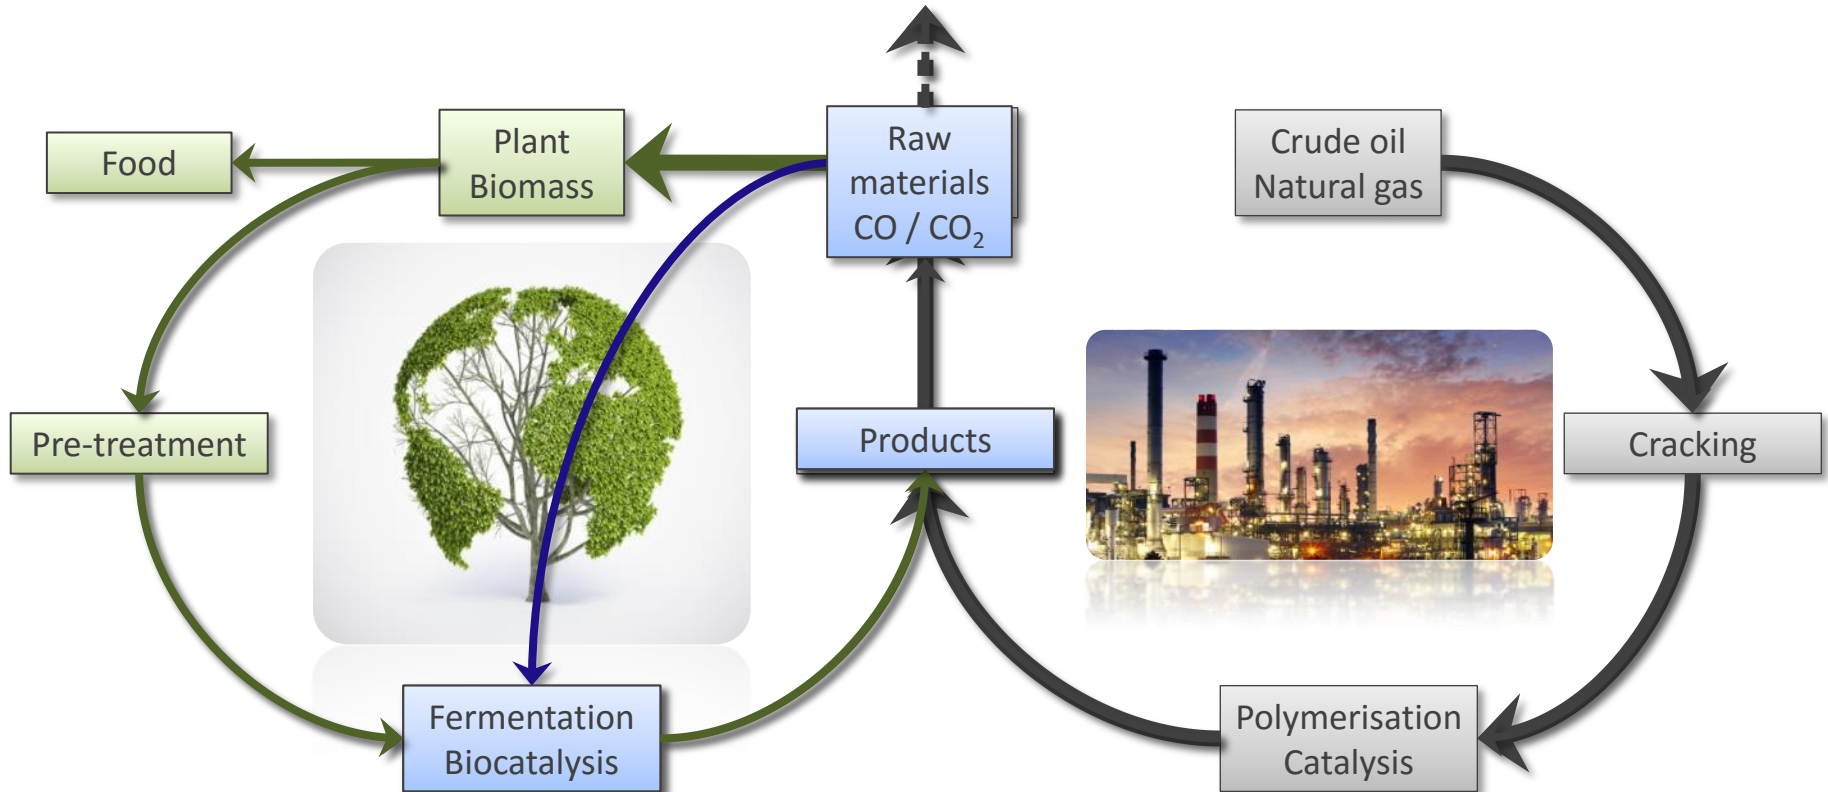 Food
Plant
Biomass
Raw
materials
CO / CO₂
Crude oil
Natural gas
Pre-treatment
Products
Cracking
Fermentation
Biocatalysis
Polymerisation
Catalysis